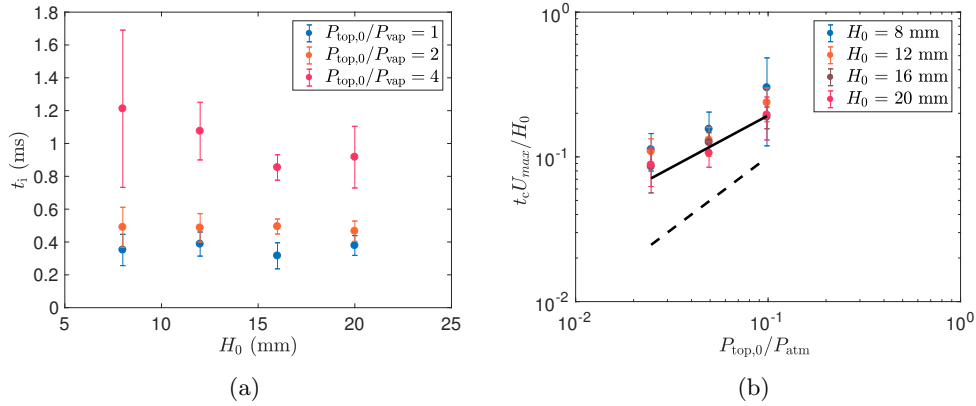 1.8
1.6
1.4
1.2
1
0.8
0.6
0.4
0.2
0
t_i (ms)
5
10
15
20
25
H_0 (mm)
P_top,0/P_vap = 1
P_top,0/P_vap = 2
P_top,0/P_vap = 4
(a)
10^0
10^-1
10^-2
t_c U_max/H_0
10^-2
10^-1
10^0
P_top,0/P_atm
H_0 = 8 mm
H_0 = 12 mm
H_0 = 16 mm
H_0 = 20 mm
(b)